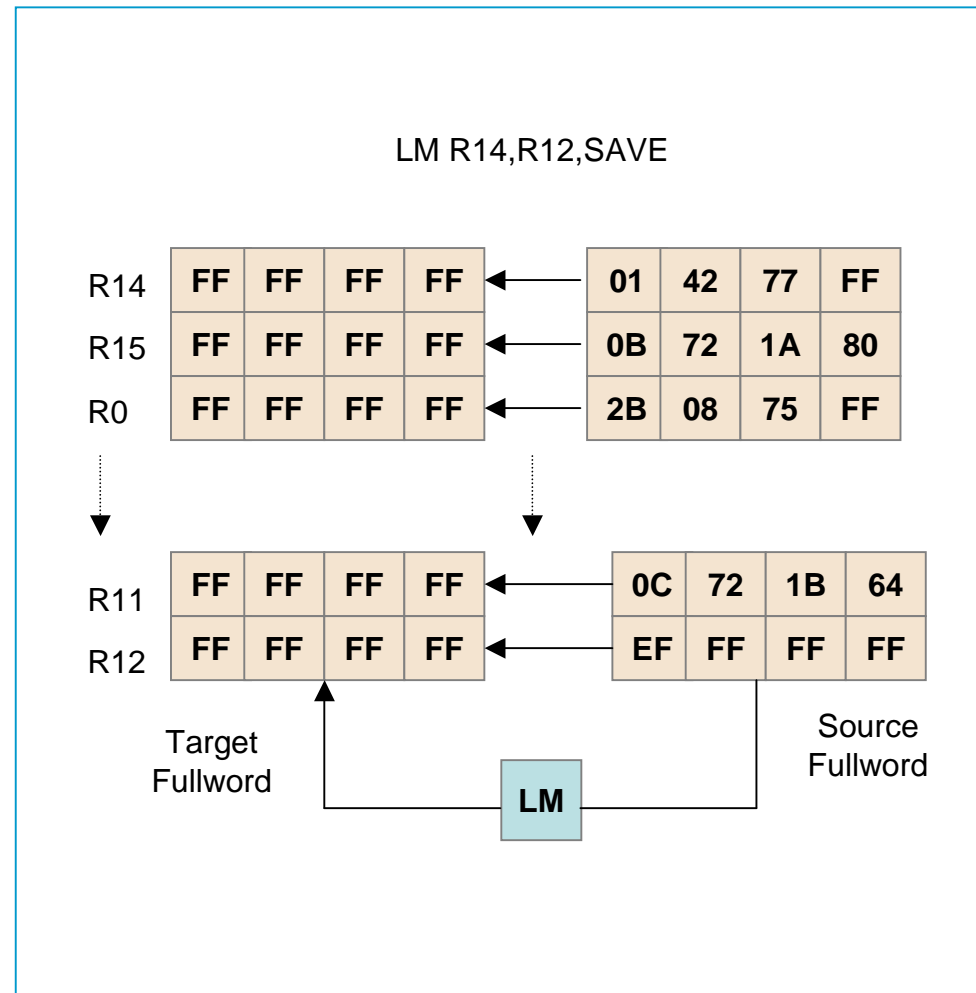 LM R14,R12,SAVE
R14 FF FF FF FF 01 42 77 FF
R15 FF FF FF FF 0B 72 1A 80
R0 FF FF FF FF 2B 08 75 FF
R11 FF FF FF FF 0C 72 1B 64
R12 FF FF FF FF EF FF FF FF
Target
Fullword
Source
Fullword
LM